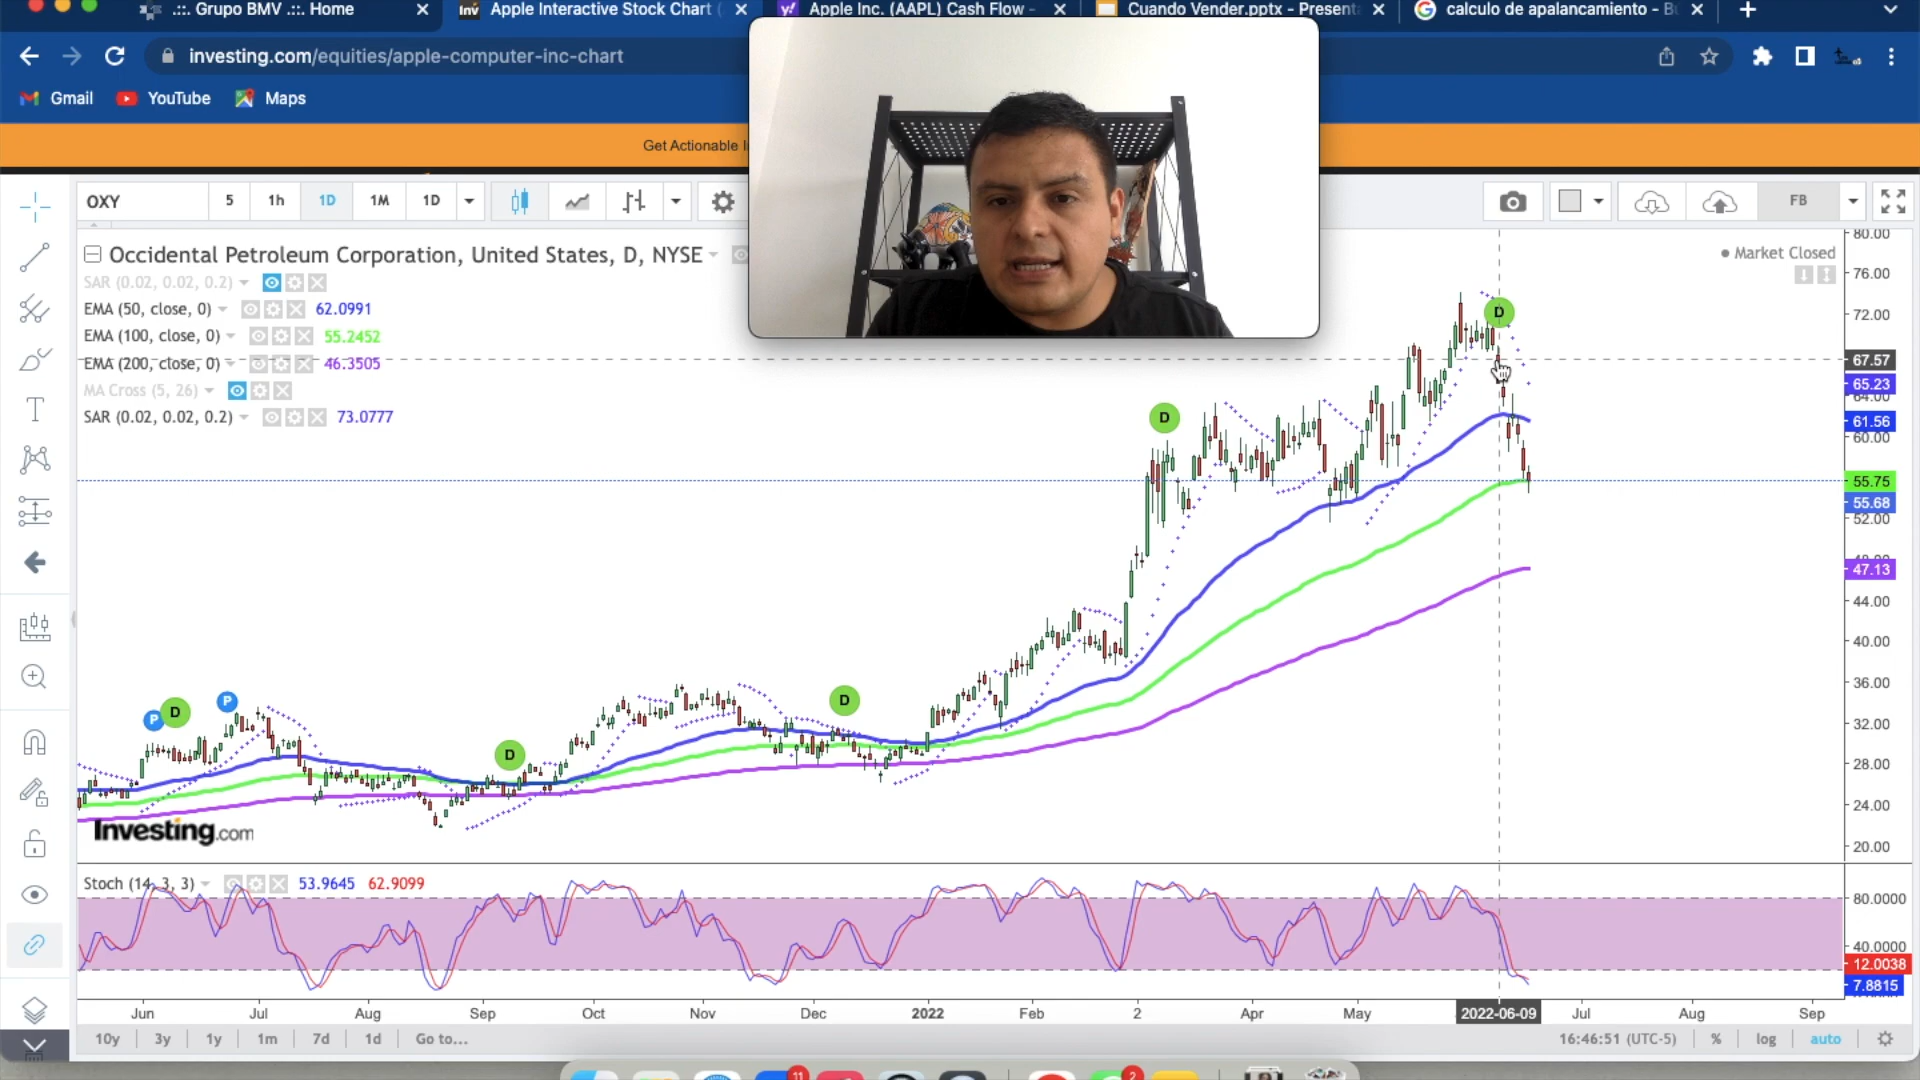 .::. Grupo BMV .::. Home
Apple Interactive Stock Chart (
Apple Inc. (AAPL) Cash Flow -
Cuando Vender.pptx - Present
calculo de apalancamiento - B
investing.com/equities/apple-computer-inc-chart
Gmail YouTube Maps
Get Actionable
OXY 5 1h 1D 1M 1D FB
Occidental Petroleum Corporation, United States, D, NYSE
Market Closed
SAR (0.02, 0.02, 0.2)
EMA (50, close, 0) 62.0991
EMA (100, close, 0) 55.2452
EMA (200, close, 0) 46.3505
MA Cross (5, 26)
SAR (0.02, 0.02, 0.2) 73.0777
80.00
76.00
72.00
67.57
65.23
64.00
61.56
60.00
55.75
55.68
52.00
48.00
47.13
44.00
40.00
36.00
32.00
28.00
24.00
20.00
D
D
D
D
P D P
Investing.com
Stoch (14, 3, 3) 53.9645 62.9099
80.0000
40.0000
12.0038
7.8815
Jun Jul Aug Sep Oct Nov Dec 2022 Feb 2 Apr May 2022-06-09 Jul Aug Sep
10y 3y 1y 1m 7d 1d Go to... 16:46:51 (UTC-5) % log auto
11 2